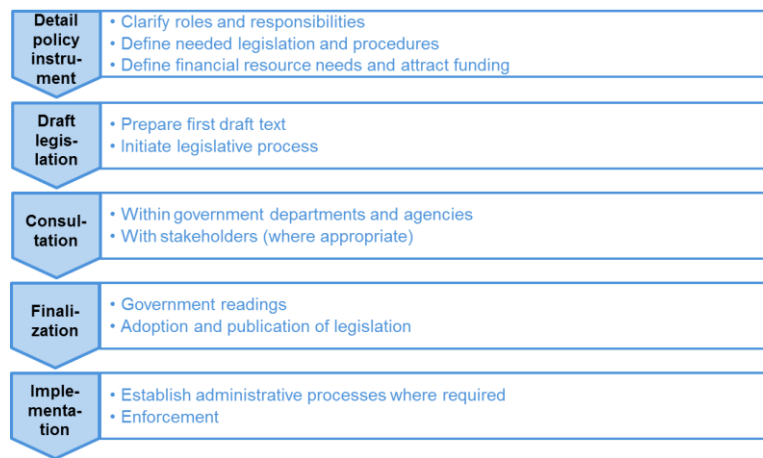 Detail
policy
instru-
ment
• Clarify roles and responsibilities
• Define needed legislation and procedures
• Define financial resource needs and attract funding
Draft
legis-
lation
• Prepare first draft text
• Initiate legislative process
Consul-
tation
• Within government departments and agencies
• With stakeholders (where appropriate)
Finali-
zation
• Government readings
• Adoption and publication of legislation
Imple-
menta-
tion
• Establish administrative processes where required
• Enforcement